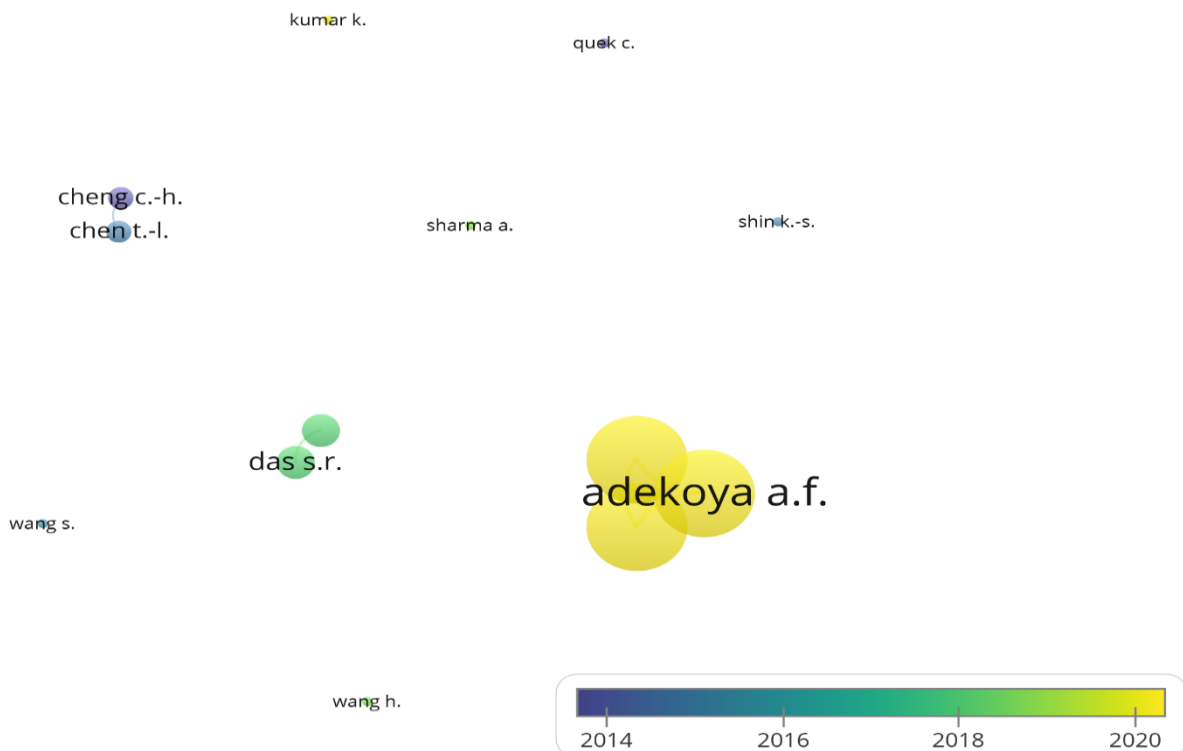 kumar k.
quek c.
cheng c.-h.
chen t.-l.
sharma a.
shin k.-s.
das s.r.
adekoya a.f.
wang s.
wang h.
2014
2016
2018
2020